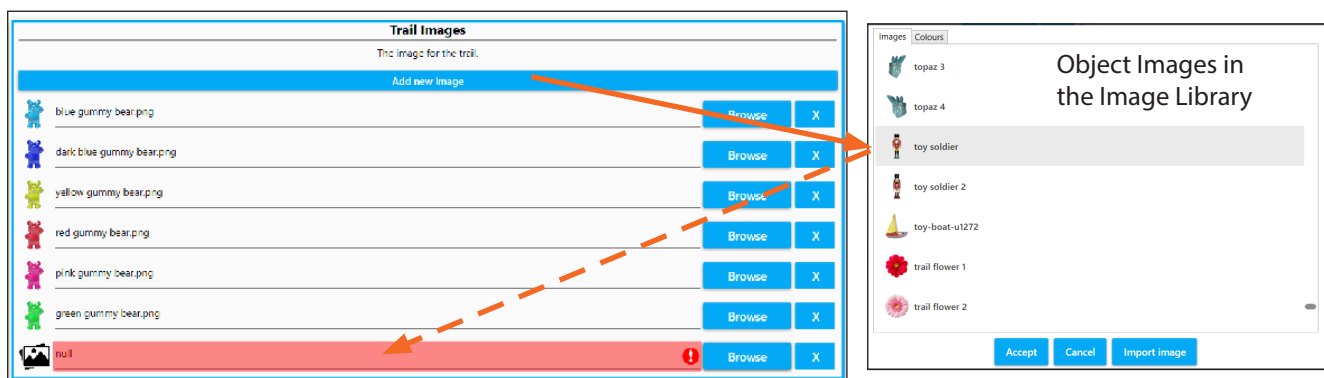 Trail Images
The image for the trail.
Add new Image
blue gummy bear.png
Browse
X
dark blue gummy bear.png
Browse
X
yellow gummy bear.png
Browse
X
red gummy bear.png
Browse
X
pink gummy bear.png
Browse
X
green gummy bear.png
Browse
X
null
Browse
X
Images
Colours
Object Images in
the Image Library
topaz 3
topaz 4
toy soldier
toy soldier 2
toy-boat-u1272
trail flower 1
trail flower 2
Accept
Cancel
Import image